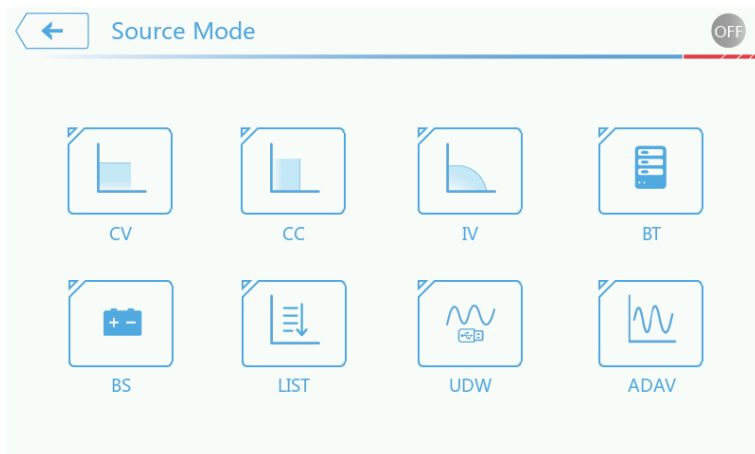 Source Mode
OFF
CV
CC
IV
BT
BS
LIST
UDW
ADAV